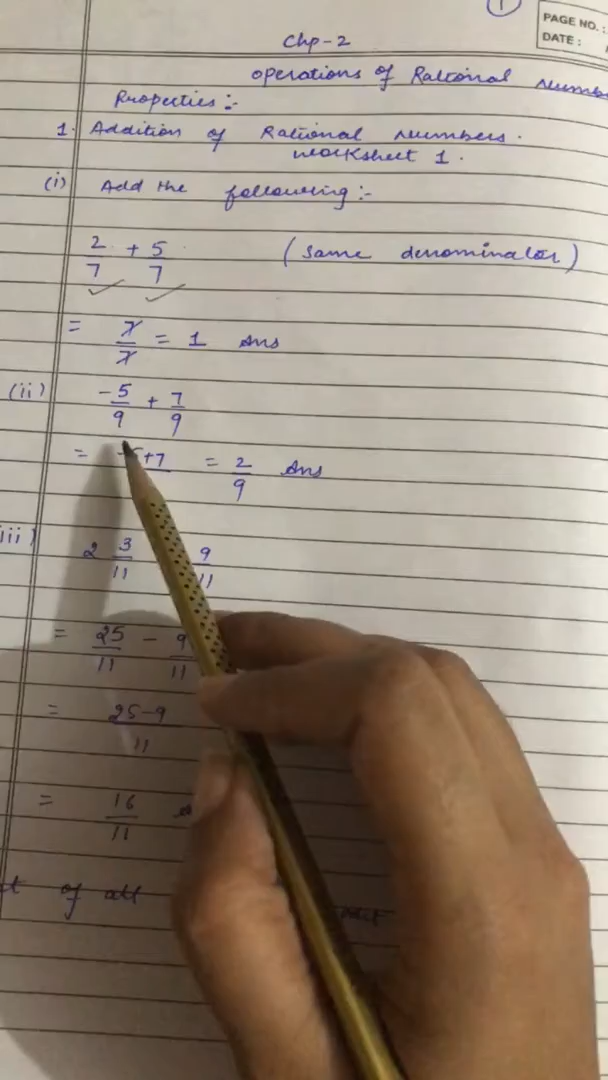 1
PAGE NO.:
DATE:
Chp-2
operations of Rational
Properties :-
1. Addition of Rational numbers.
worksheet 1.
(i) Add the following:-
2/7 + 5/7 (same denominator)
= 7/7 = 1 Ans
(ii) -5/9 + 7/9
= +7 = 2/9 Ans
iii) 2 3/11 9/11
= 25/11 - 9/11
= 25-9/11
= 16/11
of all